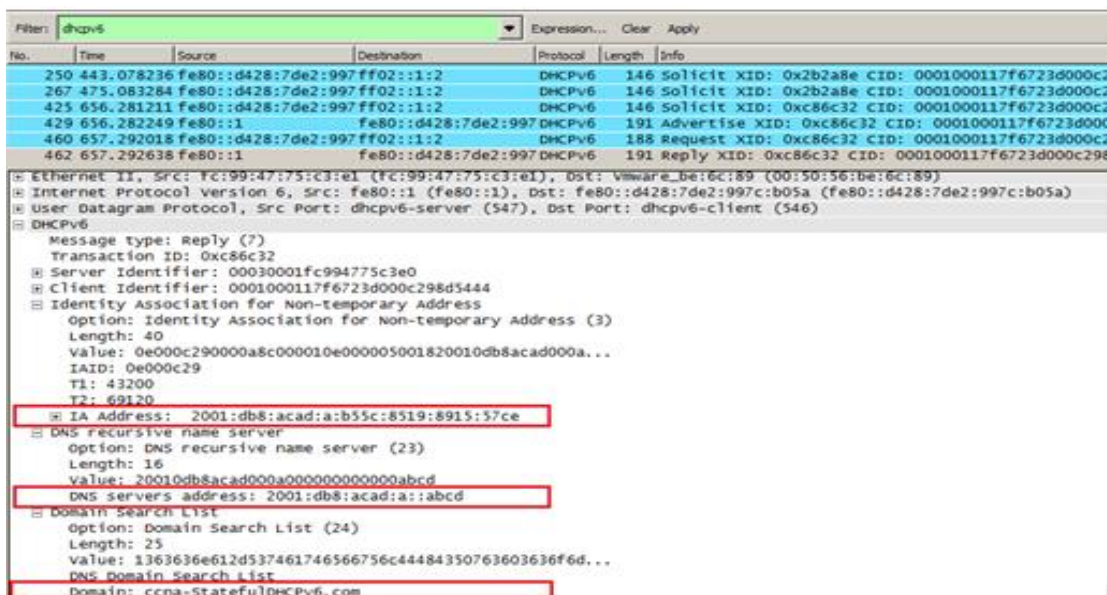 Filter: dhcpv6 Expression... Clear Apply
No. Time Source Destination Protocol Length Info
250 443.078236 fe80::d428:7de2:997 ff02::1:2 DHCPv6 146 Solicit XID: 0x2b2a8e CID: 0001000117f6723d000c2
267 475.083284 fe80::d428:7de2:997 ff02::1:2 DHCPv6 146 Solicit XID: 0x2b2a8e CID: 0001000117f6723d000c2
425 656.281211 fe80::d428:7de2:997 ff02::1:2 DHCPv6 146 Solicit XID: 0xc86c32 CID: 0001000117f6723d000c2
429 656.282249 fe80::1 fe80::d428:7de2:997 DHCPv6 191 Advertise XID: 0xc86c32 CID: 0001000117f6723d000
460 657.292018 fe80::d428:7de2:997 ff02::1:2 DHCPv6 188 Request XID: 0xc86c32 CID: 0001000117f6723d000c2
462 657.292638 fe80::1 fe80::d428:7de2:997 DHCPv6 191 Reply XID: 0xc86c32 CID: 0001000117f6723d000c298
Ethernet II, Src: fc:99:47:75:c3:e1 (fc:99:47:75:c3:e1), Dst: Vmware_be:6c:89 (00:50:56:be:6c:89)
Internet Protocol Version 6, Src: fe80::1 (fe80::1), Dst: fe80::d428:7de2:997c:b05a (fe80::d428:7de2:997c:b05a)
User Datagram Protocol, Src Port: dhcpv6-server (547), Dst Port: dhcpv6-client (546)
DHCPv6
Message type: Reply (7)
Transaction ID: 0xc86c32
Server Identifier: 00030001fc994775c3e0
Client Identifier: 0001000117f6723d000c298d5444
Identity Association for Non-temporary Address
Option: Identity Association for Non-temporary Address (3)
Length: 40
Value: 0e000c290000a8c000010e000005001820010db8acad000a...
IAID: 0e000c29
T1: 43200
T2: 69120
IA Address: 2001:db8:acad:a:b55c:8519:8915:57ce
DNS recursive name server
Option: DNS recursive name server (23)
Length: 16
Value: 20010db8acad000a000000000000abcd
DNS servers address: 2001:db8:acad:a::abcd
Domain Search List
Option: Domain Search List (24)
Length: 25
Value: 1363636e612d537461746566756c44484350763603636f6d...
DNS Domain Search List
Domain: ccna-StatefulDHCPv6.com